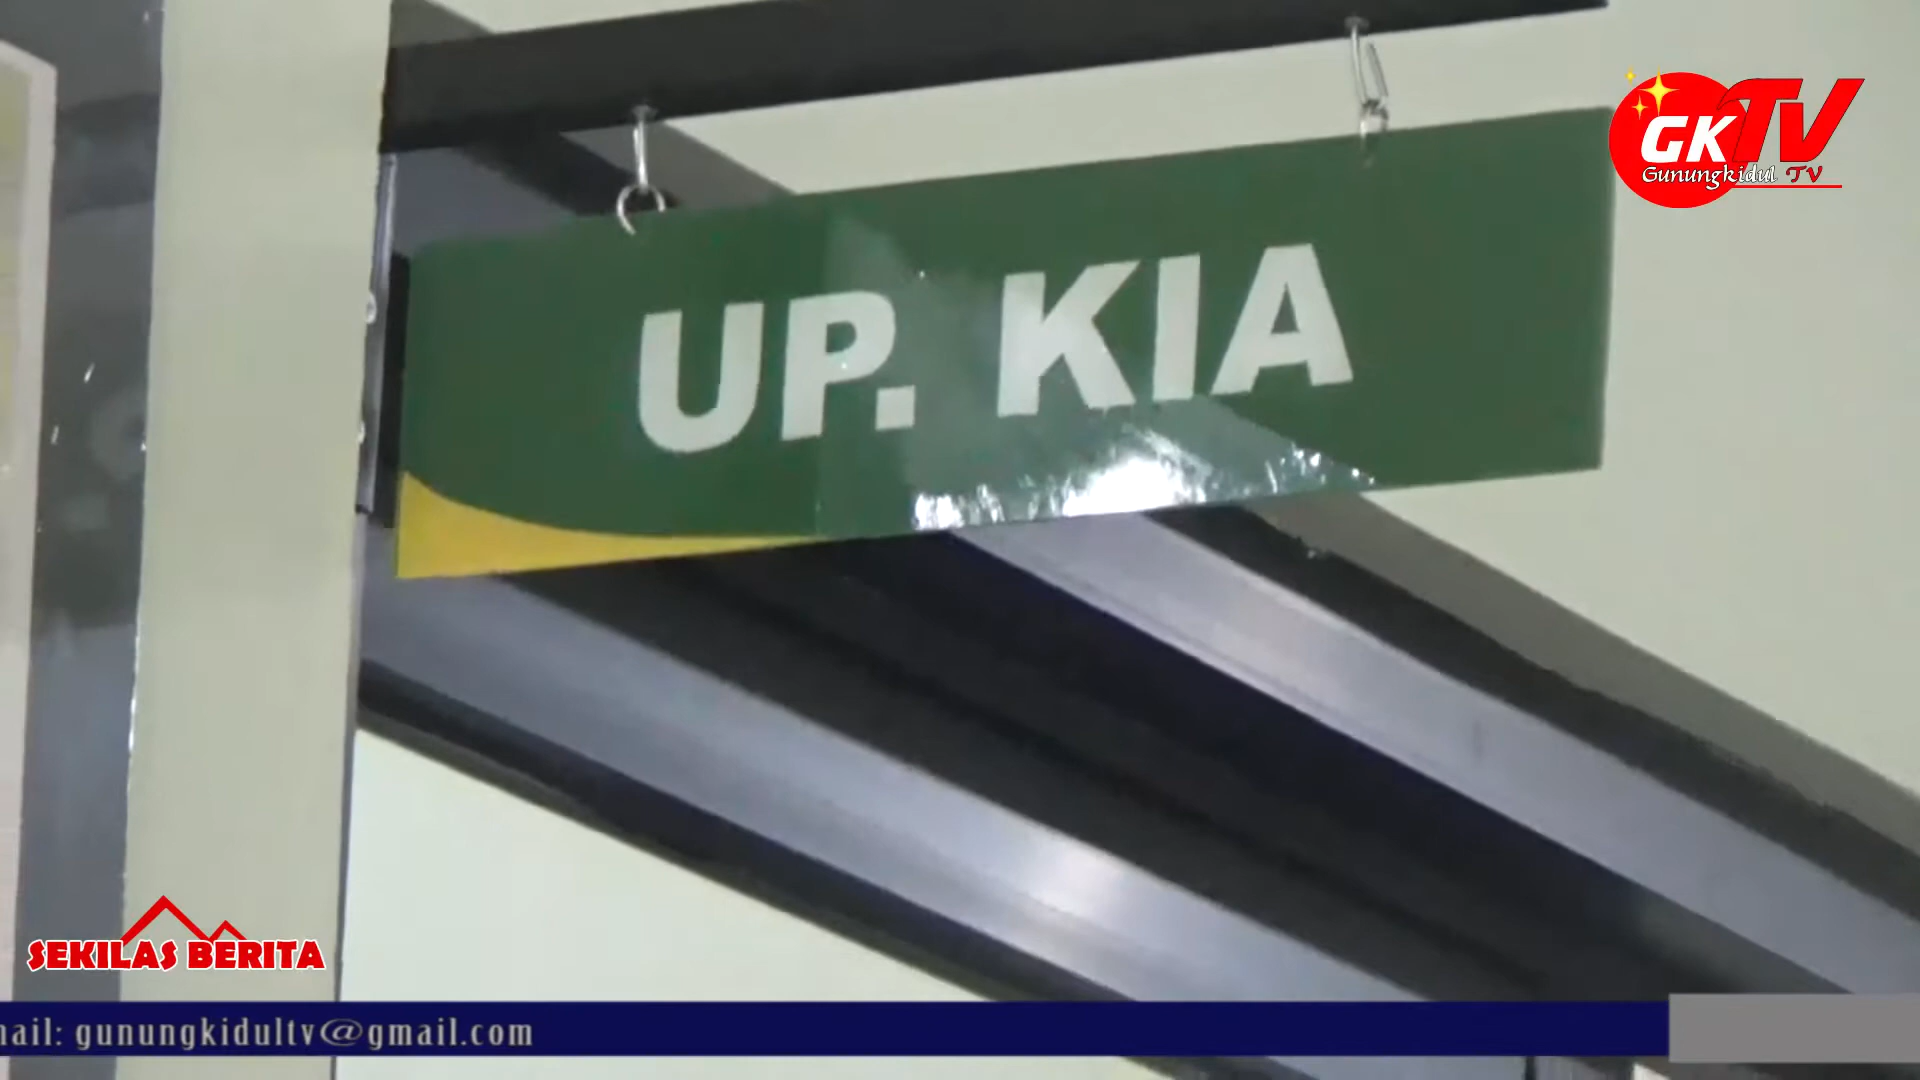 GKTV
Gunungkidul TV
UP. KIA
SEKILAS BERITA
ail: gunungkidultv@gmail.com